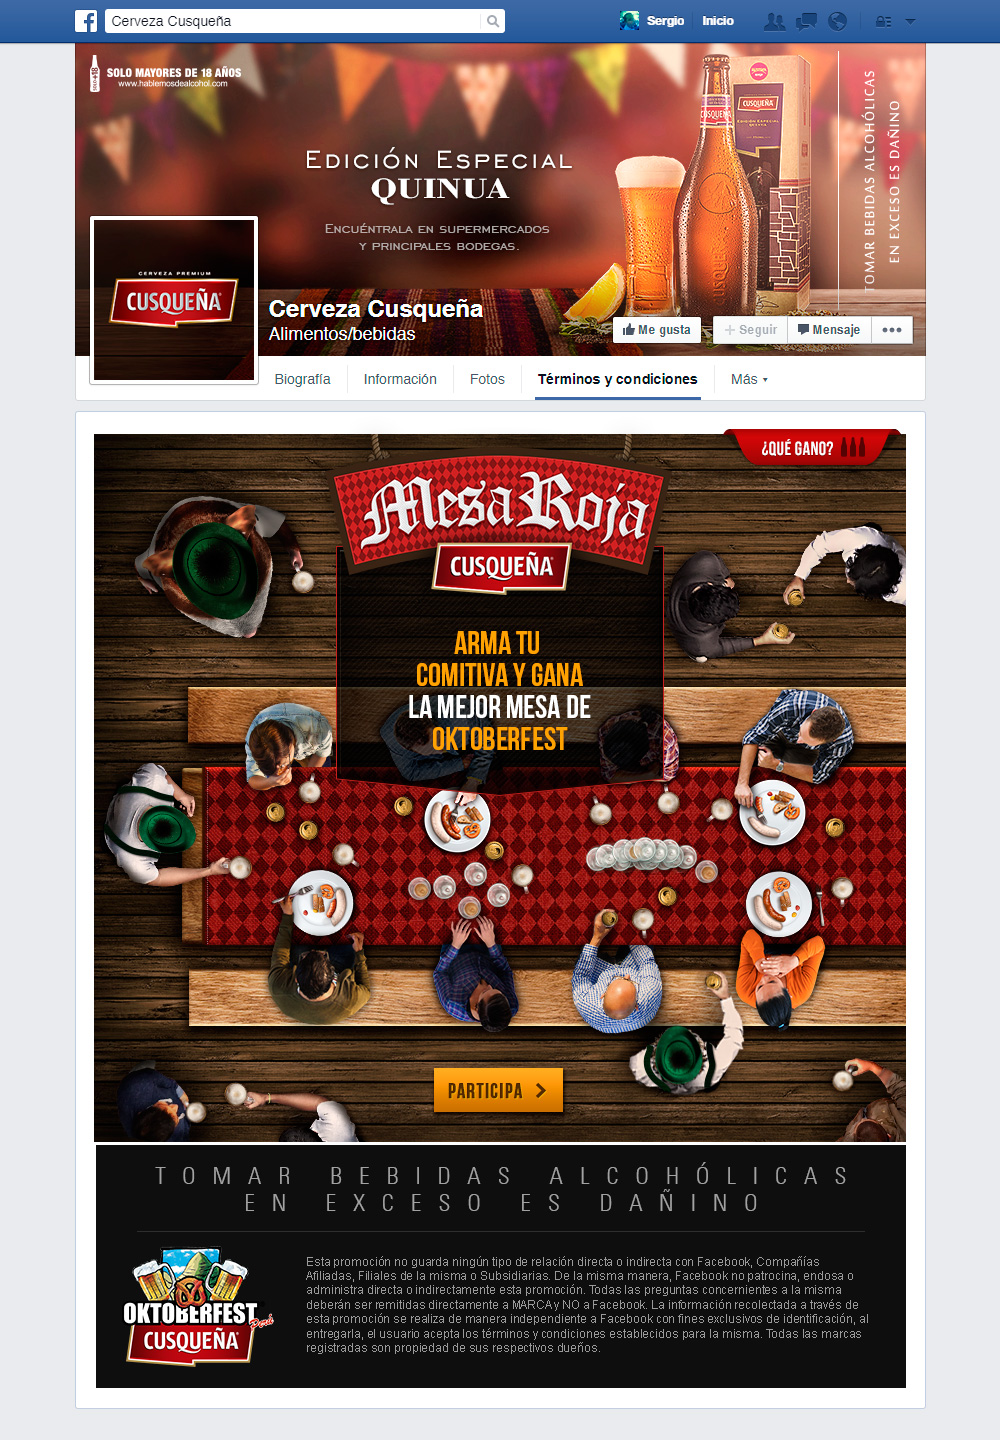 Cerveza Cusqueña
Sergio
Inicio
SOLO MAYORES DE 18 AÑOS
www.hablemosdealcohol.com
EDICIÓN ESPECIAL
QUINUA
ENCUÉNTRALA EN SUPERMERCADOS
Y PRINCIPALES BODEGAS.
CUSQUEÑA
CUSQUEÑA
EDICIÓN ESPECIAL
QUINUA
CUSQUEÑA
TOMAR BEBIDAS ALCOHÓLICAS
EN EXCESO ES DAÑINO
CERVEZA PREMIUM
CUSQUEÑA
Cerveza Cusqueña
Alimentos/bebidas
Me gusta
Seguir
Mensaje
Biografía
Información
Fotos
Términos y condiciones
Más
¿QUÉ GANO?
Mesa Roja
CUSQUEÑA
ARMA TU
COMITIVA Y GANA
LA MEJOR MESA DE
OKTOBERFEST
PARTICIPA
TOMAR BEBIDAS ALCOHÓLICAS
EN EXCESO ES DAÑINO
OKTOBERFEST
Perú
CUSQUEÑA
Esta promoción no guarda ningún tipo de relación directa o indirecta con Facebook, Compañías
Afiliadas, Filiales de la misma o Subsidiarias. De la misma manera, Facebook no patrocina, endosa o
administra directa o indirectamente esta promoción. Todas las preguntas concernientes a la misma
deberán ser remitidas directamente a MARCA y NO a Facebook. La información recolectada a través de
esta promoción se realiza de manera independiente a Facebook con fines exclusivos de identificación, al
entregarla, el usuario acepta los términos y condiciones establecidos para la misma. Todas las marcas
registradas son propiedad de sus respectivos dueños.